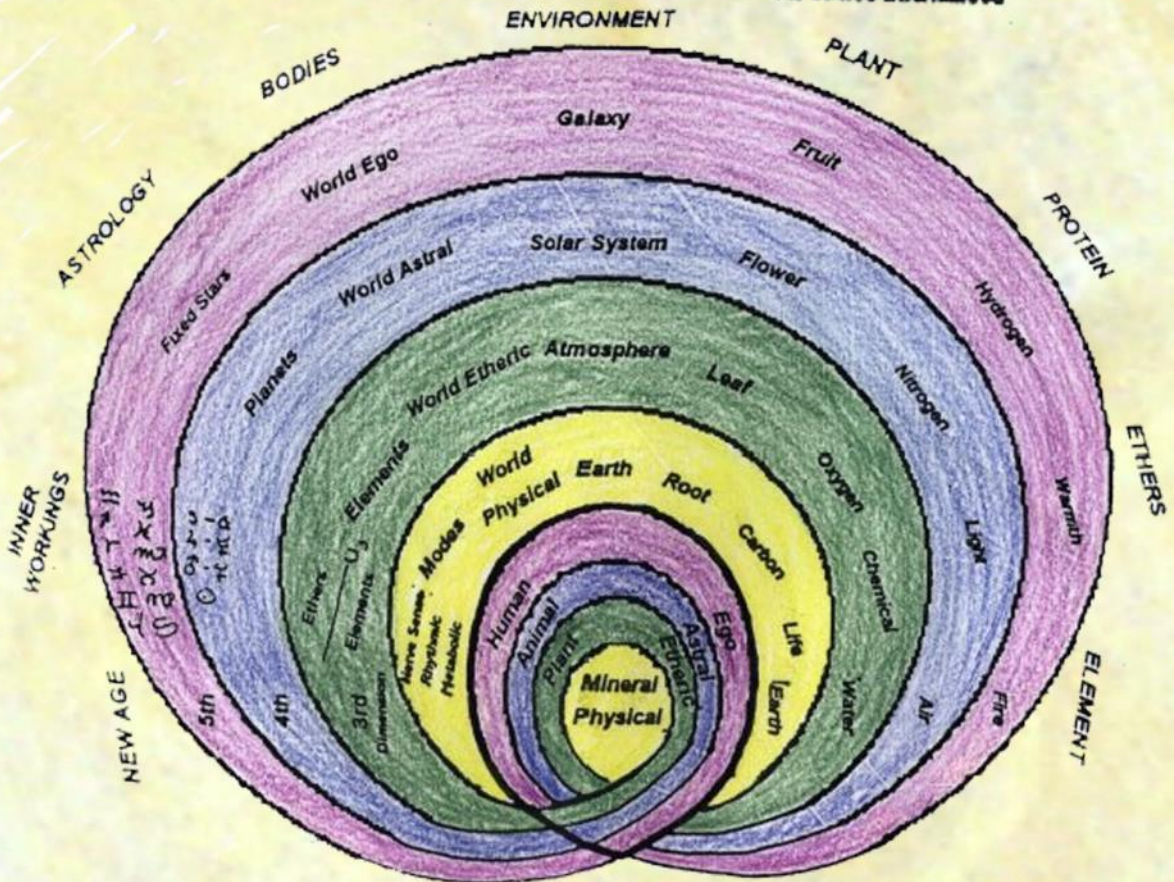 ENVIRONMENT
BODIES
PLANT
ASTROLOGY
PROTEIN
INNER
WORKINGS
ETHERS
NEW AGE
ELEMENT
Galaxy
World Ego
Fruit
Fixed Stars
Hydrogen
Warmth
5th
Fire
Solar System
World Astral
Flower
Planets
Nitrogen
Light
4th
Air
World Etheric Atmosphere
Leaf
Elements
Oxygen
Ethers
Elements
Chemical
3rd
Dimension
Water
World
Physical
Earth
Root
Modes
Carbon
Nerve Sense
Rhythmic
Metabolic
Life
Earth
Human
Ego
Animal
Astral
Plant
Etheric
Mineral
Physical